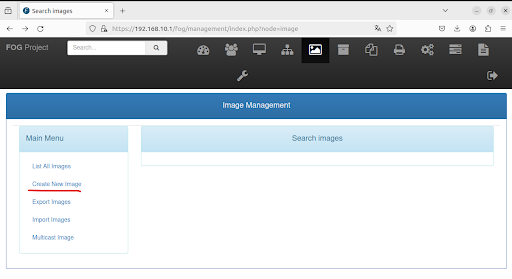 Search images
https://192.168.10.1/fog/management/index.php?node=image
FOG Project
Search...
Image Management
Main Menu
Search images
List All Images
Create New Image
Export Images
Import Images
Multicast Image